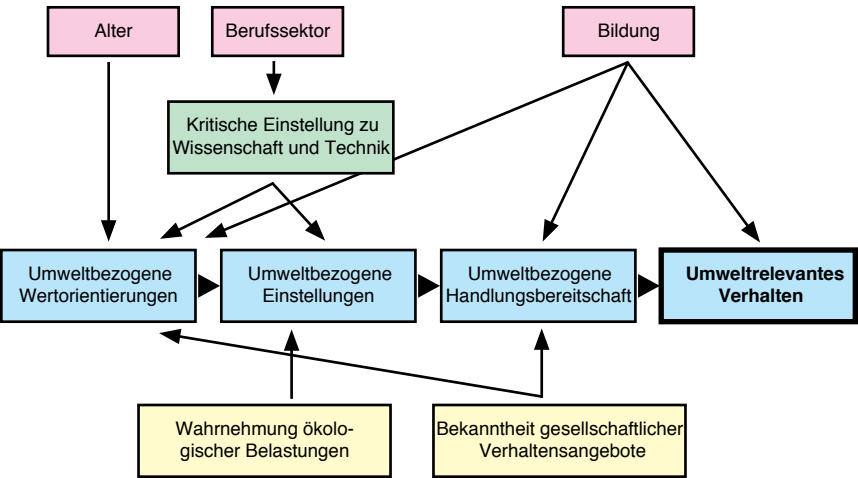 Alter
Berufssektor
Bildung
Kritische Einstellung zu
Wissenschaft und Technik
Umweltbezogene
Wertorientierungen
Umweltbezogene
Einstellungen
Umweltbezogene
Handlungsbereitschaft
Umweltrelevantes
Verhalten
Wahrnehmung ökolo-
gischer Belastungen
Bekanntheit gesellschaftlicher
Verhaltensangebote